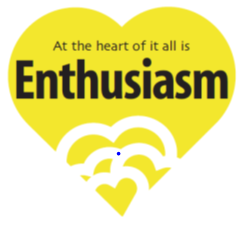 At the heart of it all is
Enthusiasm